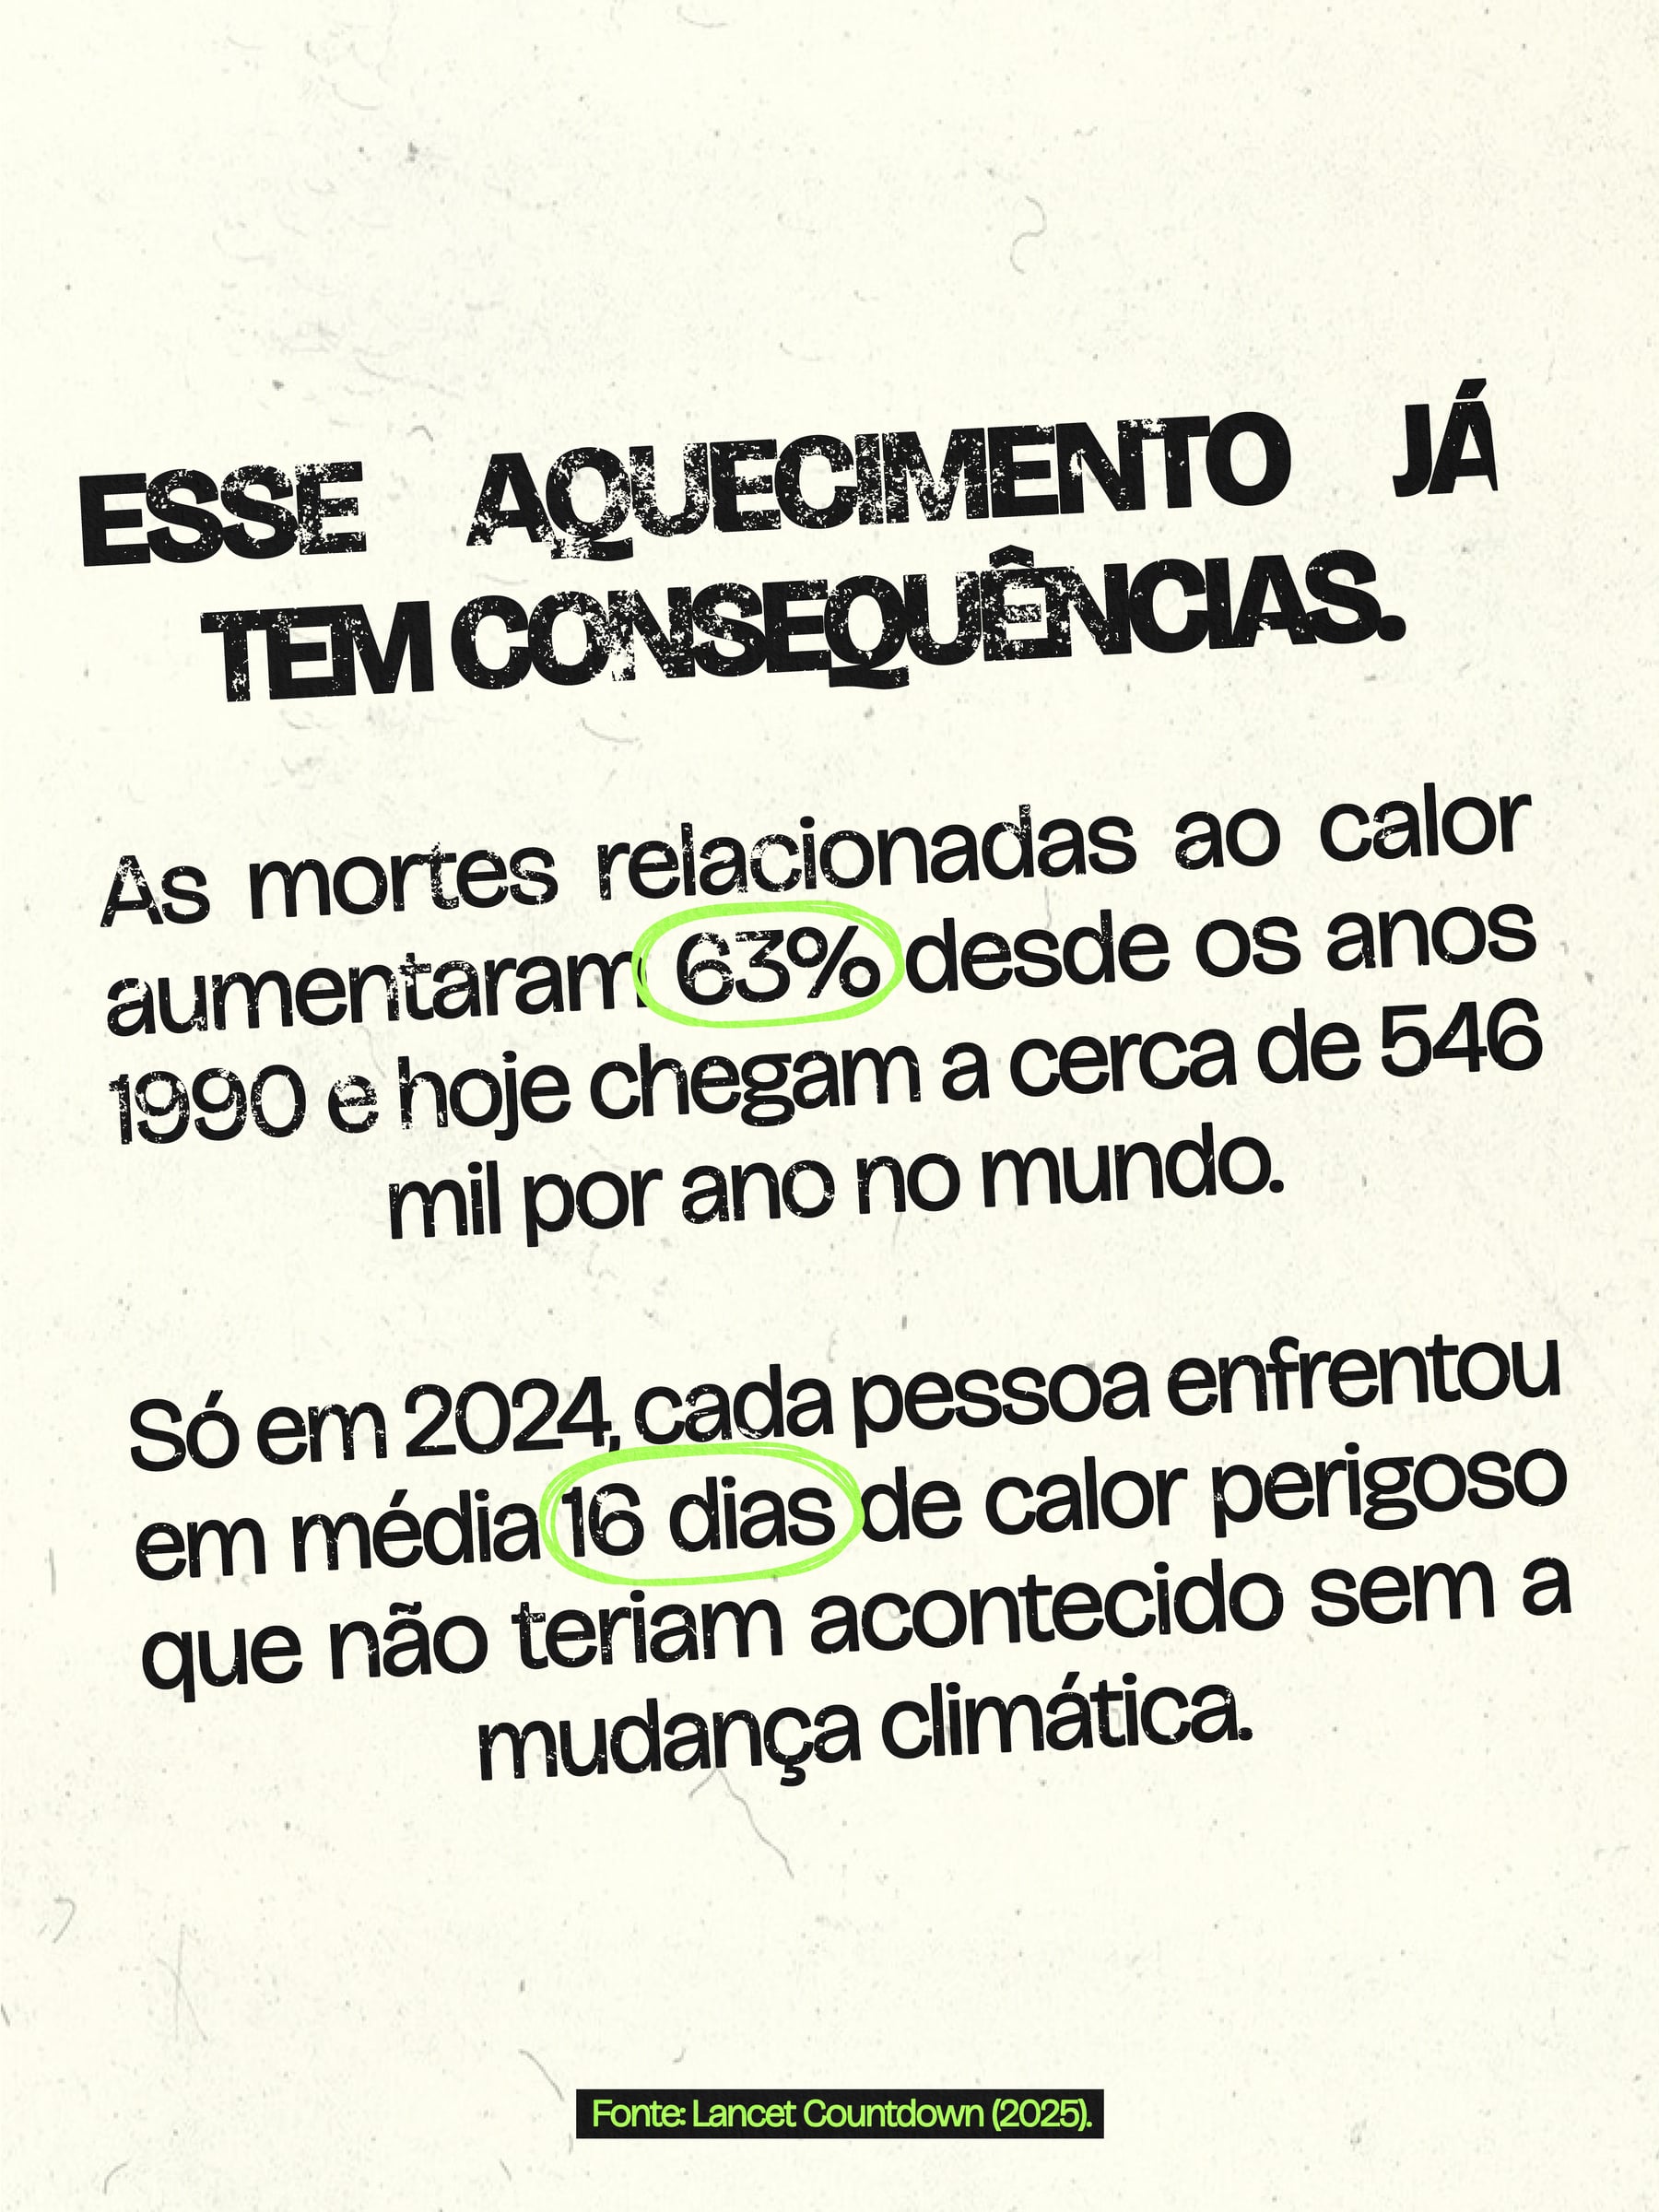 ESSE AQUECIMENTO JÁ
TEM CONSEQUÊNCIAS.
As mortes relacionadas ao calor
aumentaram 63% desde os anos
1990 e hoje chegam a cerca de 546
mil por ano no mundo.
Só em 2024, cada pessoa enfrentou
em média 16 dias de calor perigoso
que não teriam acontecido sem a
mudança climática.
Fonte: Lancet Countdown (2025).